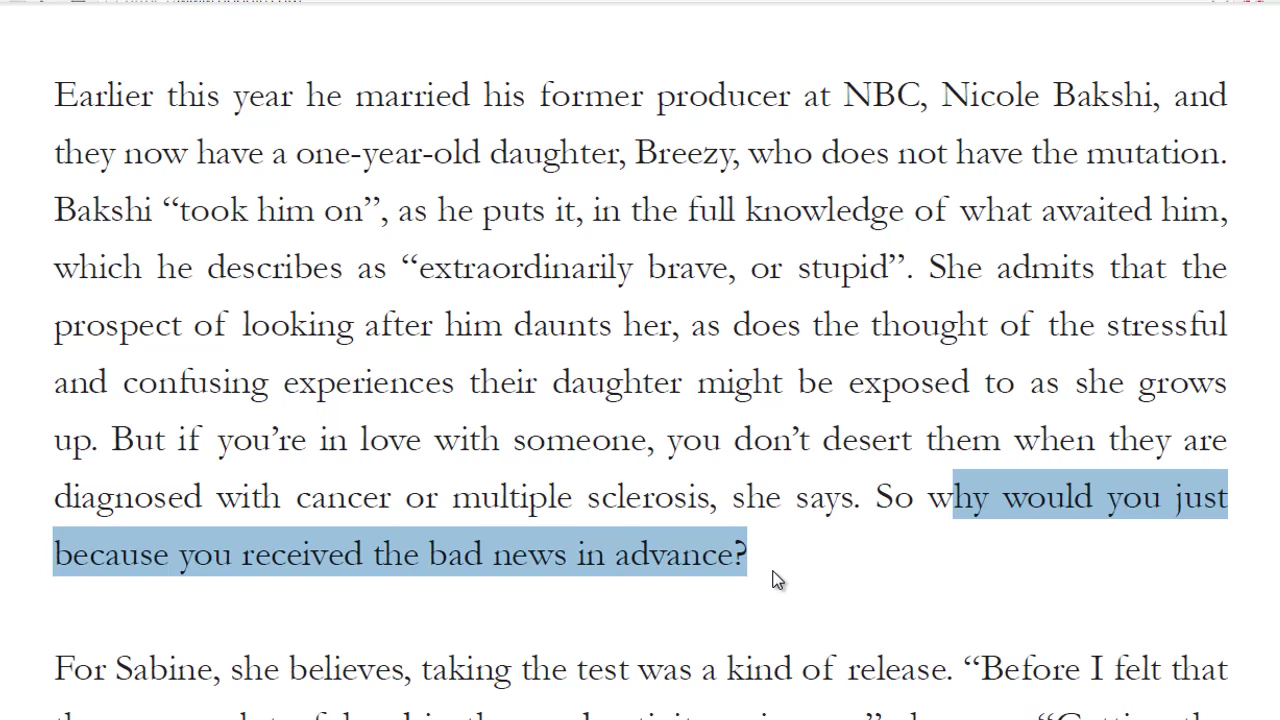 Earlier this year he married his former producer at NBC, Nicole Bakshi, and
they now have a one-year-old daughter, Breezy, who does not have the mutation.
Bakshi “took him on”, as he puts it, in the full knowledge of what awaited him,
which he describes as “extraordinarily brave, or stupid”. She admits that the
prospect of looking after him daunts her, as does the thought of the stressful
and confusing experiences their daughter might be exposed to as she grows
up. But if you’re in love with someone, you don’t desert them when they are
diagnosed with cancer or multiple sclerosis, she says. So why would you just
because you received the bad news in advance?
For Sabine, she believes, taking the test was a kind of release. “Before I felt that